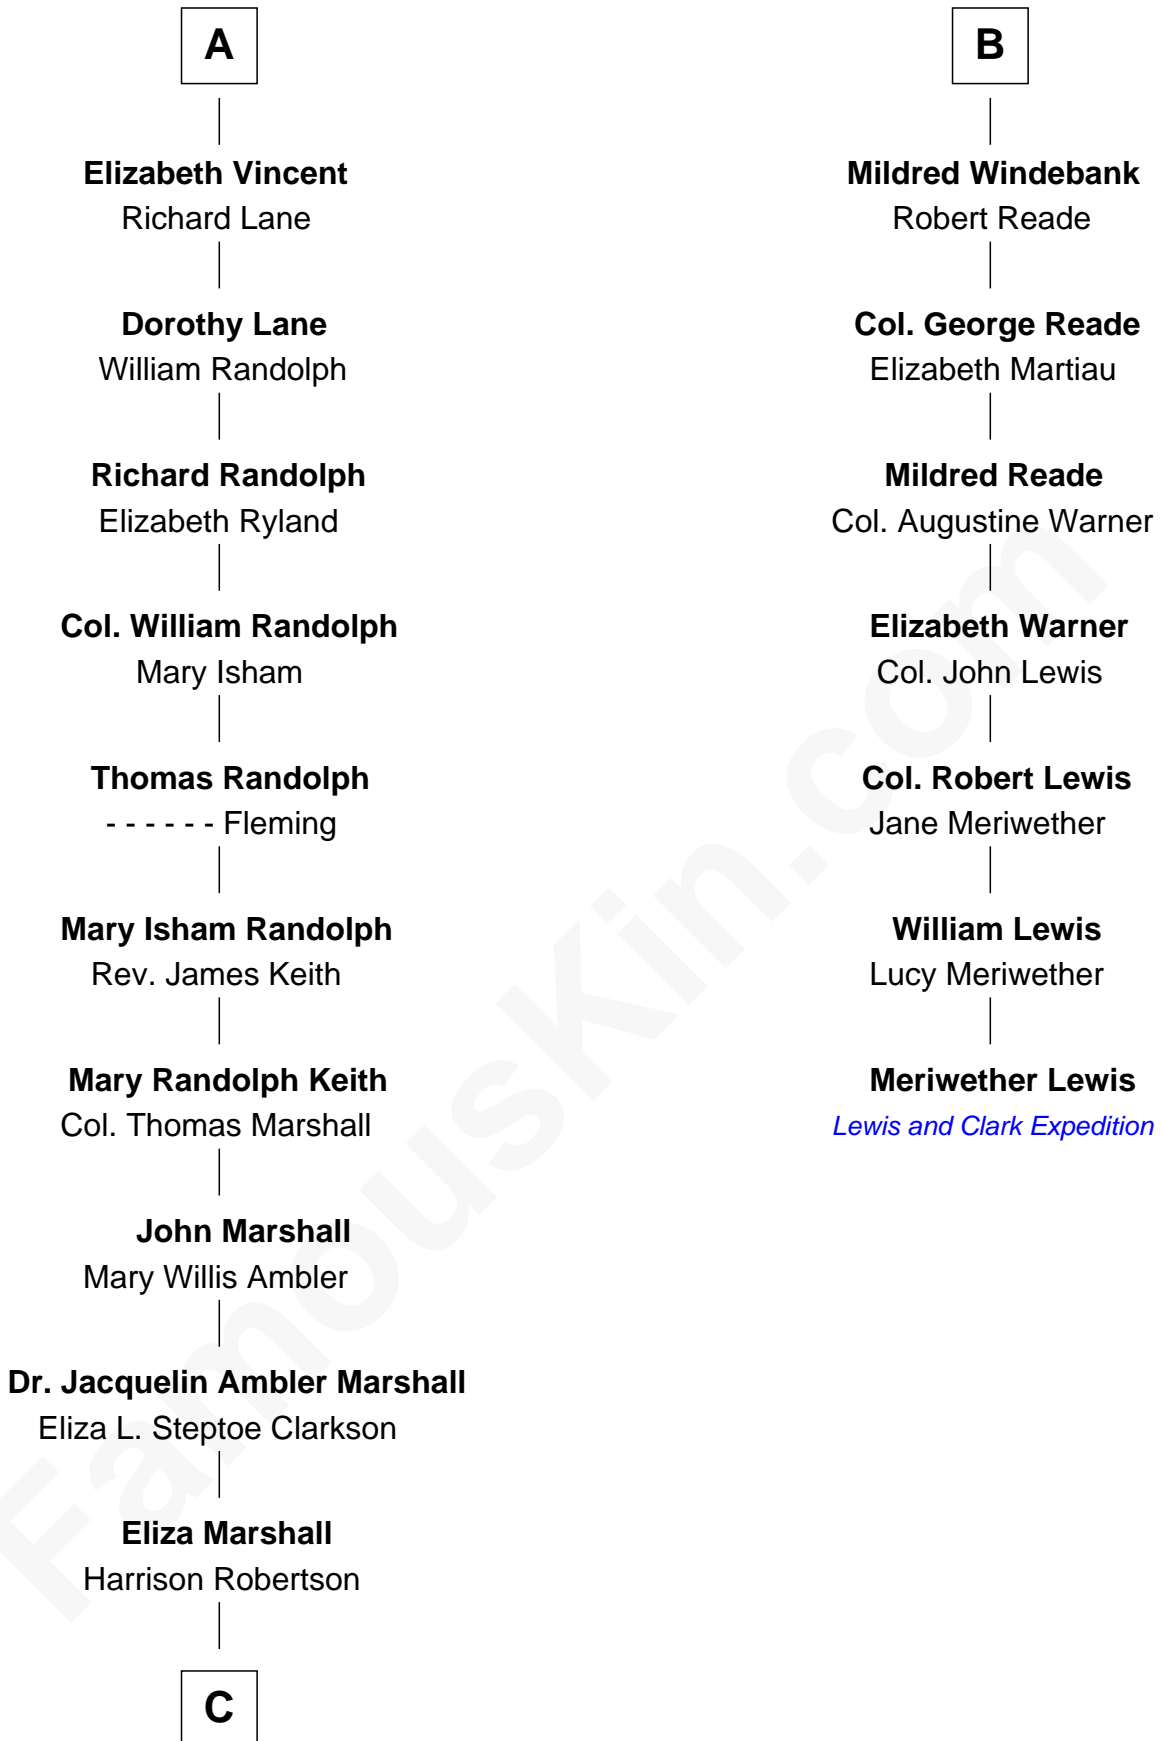 A
Elizabeth Vincent
Richard Lane
Dorothy Lane
William Randolph
Richard Randolph
Elizabeth Ryland
Col. William Randolph
Mary Isham
Thomas Randolph
- - - - - - Fleming
Mary Isham Randolph
Rev. James Keith
Mary Randolph Keith
Col. Thomas Marshall
John Marshall
Mary Willis Ambler
Dr. Jacquelin Ambler Marshall
Eliza L. Steptoe Clarkson
Eliza Marshall
Harrison Robertson
C
B
Mildred Windebank
Robert Reade
Col. George Reade
Elizabeth Martiau
Mildred Reade
Col. Augustine Warner
Elizabeth Warner
Col. John Lewis
Col. Robert Lewis
Jane Meriwether
William Lewis
Lucy Meriwether
Meriwether Lewis
Lewis and Clark Expedition
FamousKin.com